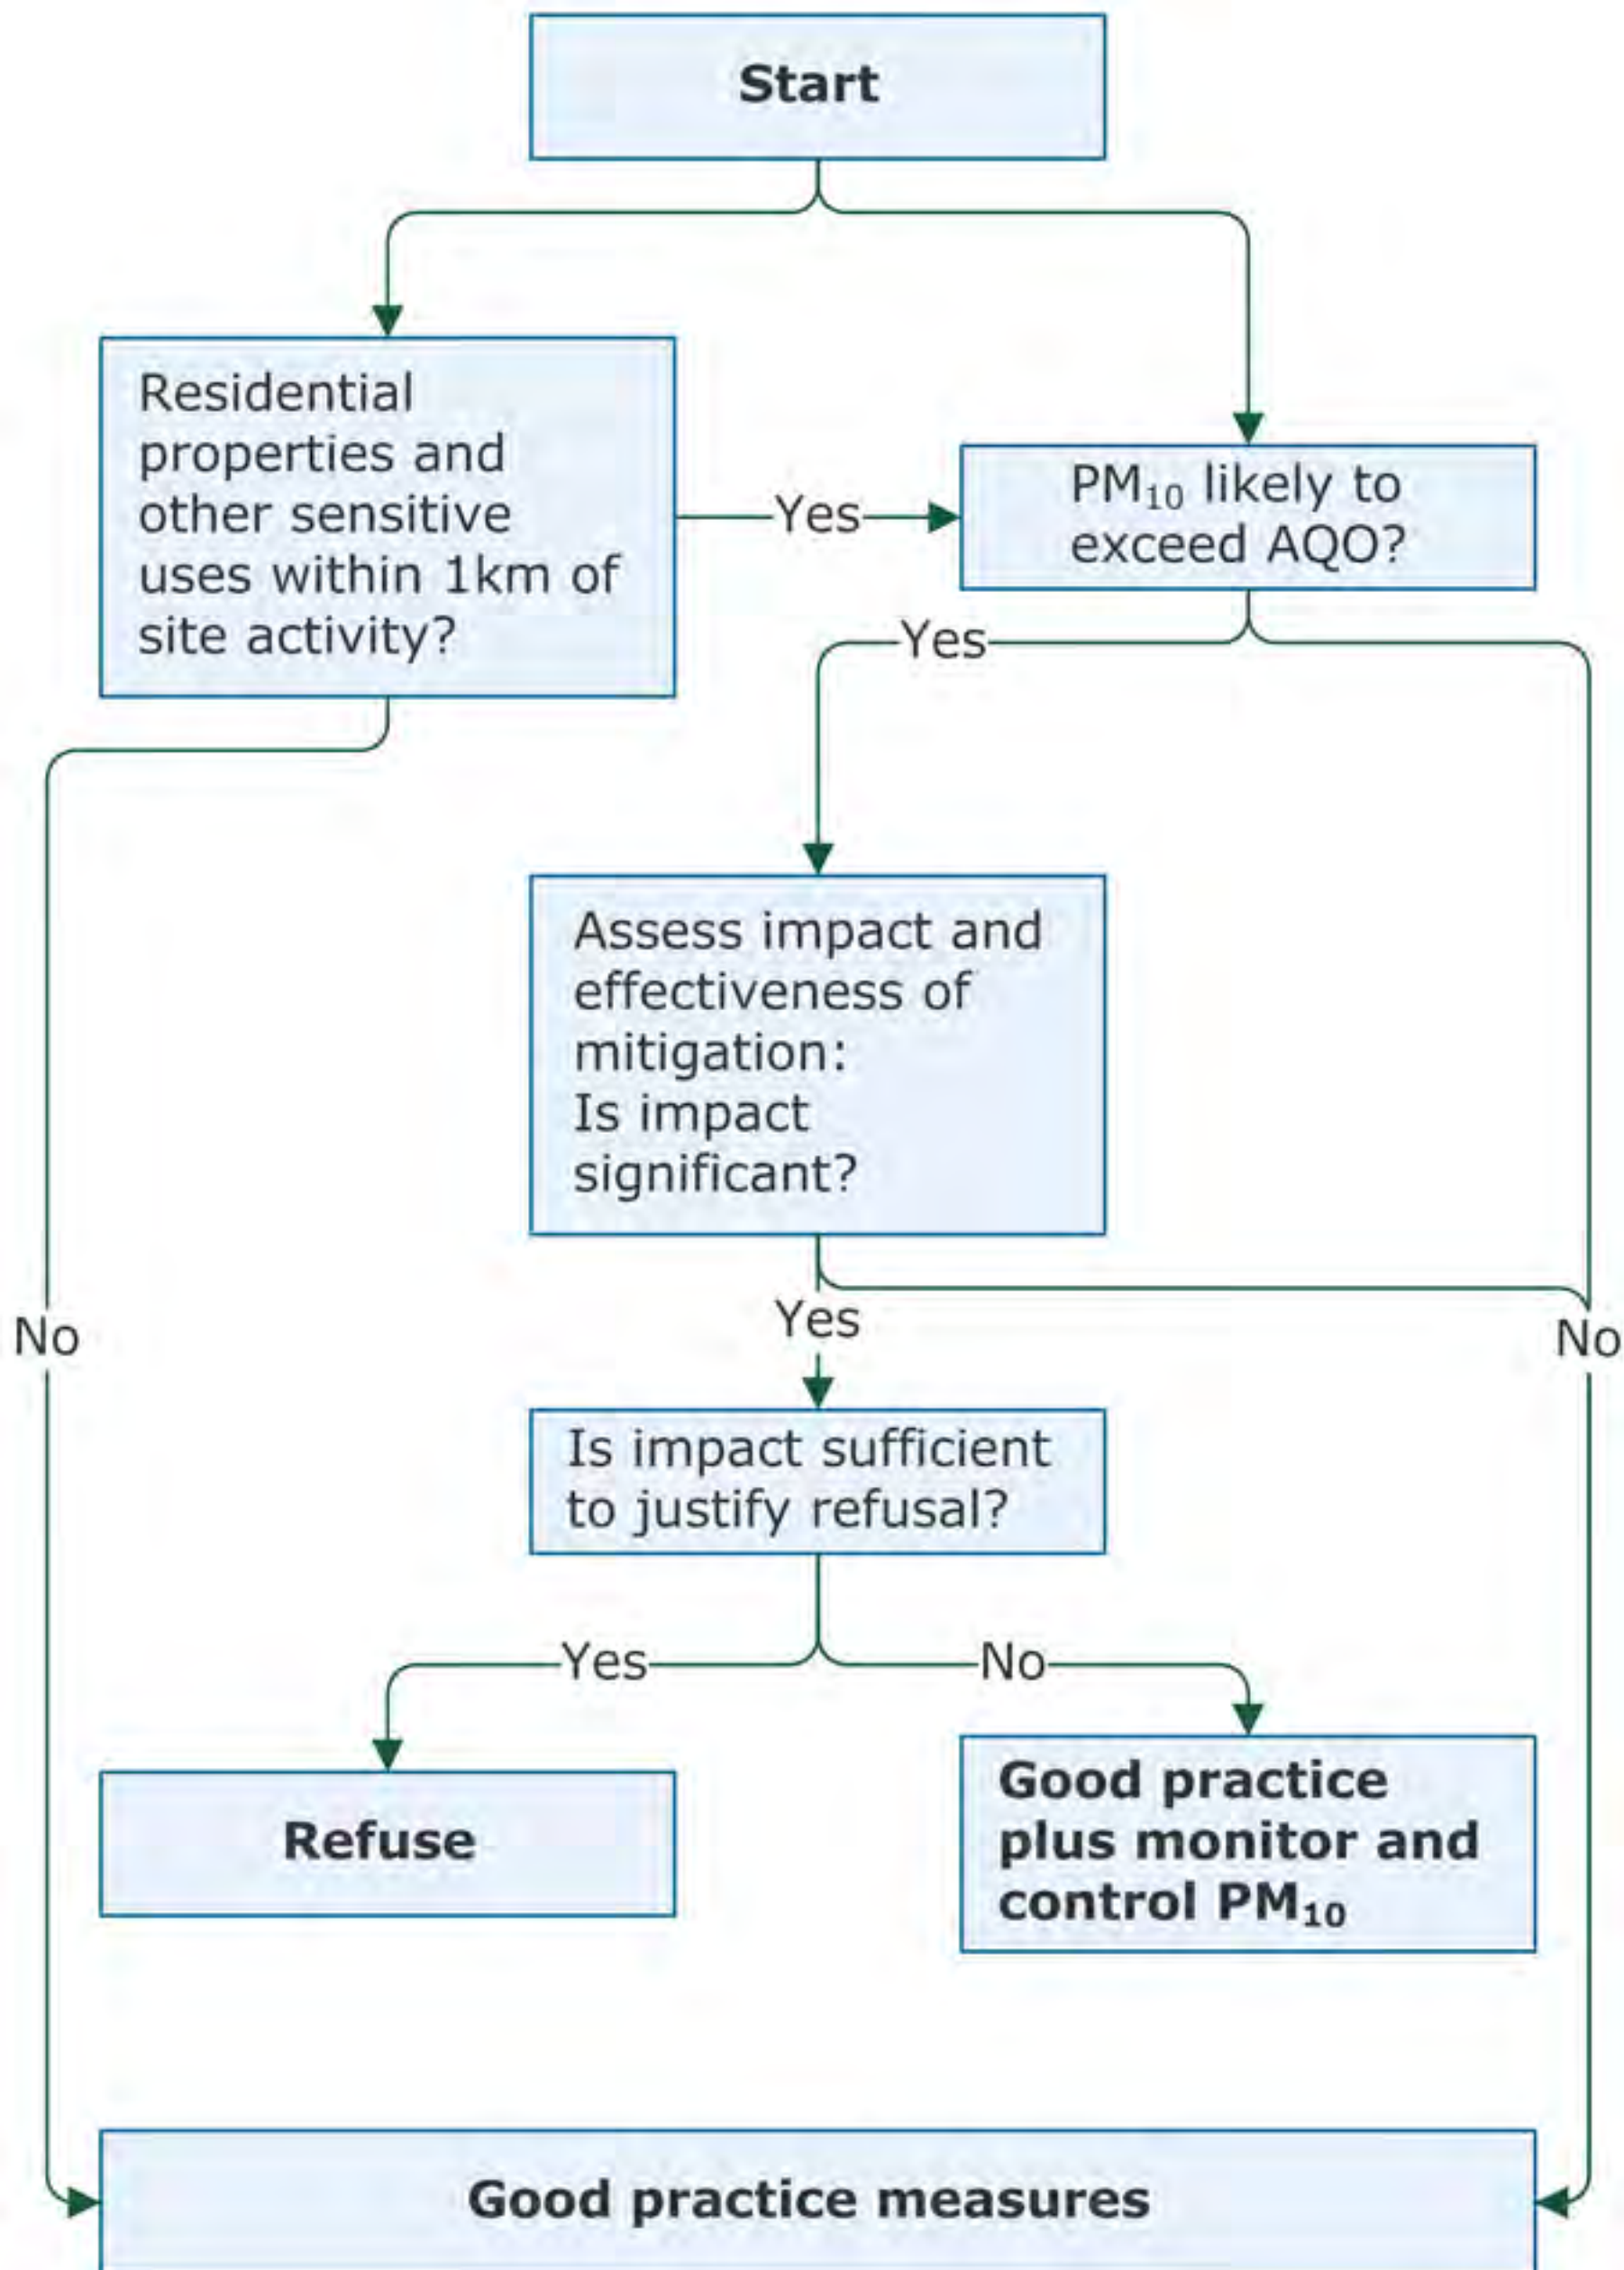 Start
Residential
properties and
other sensitive
uses within 1km of
site activity?
Yes
PM₁₀ likely to
exceed AQO?
Yes
Assess impact and
effectiveness of
mitigation:
Is impact
significant?
Yes
No
No
Is impact sufficient
to justify refusal?
Yes
No
Refuse
Good practice
plus monitor and
control PM₁₀
Good practice measures